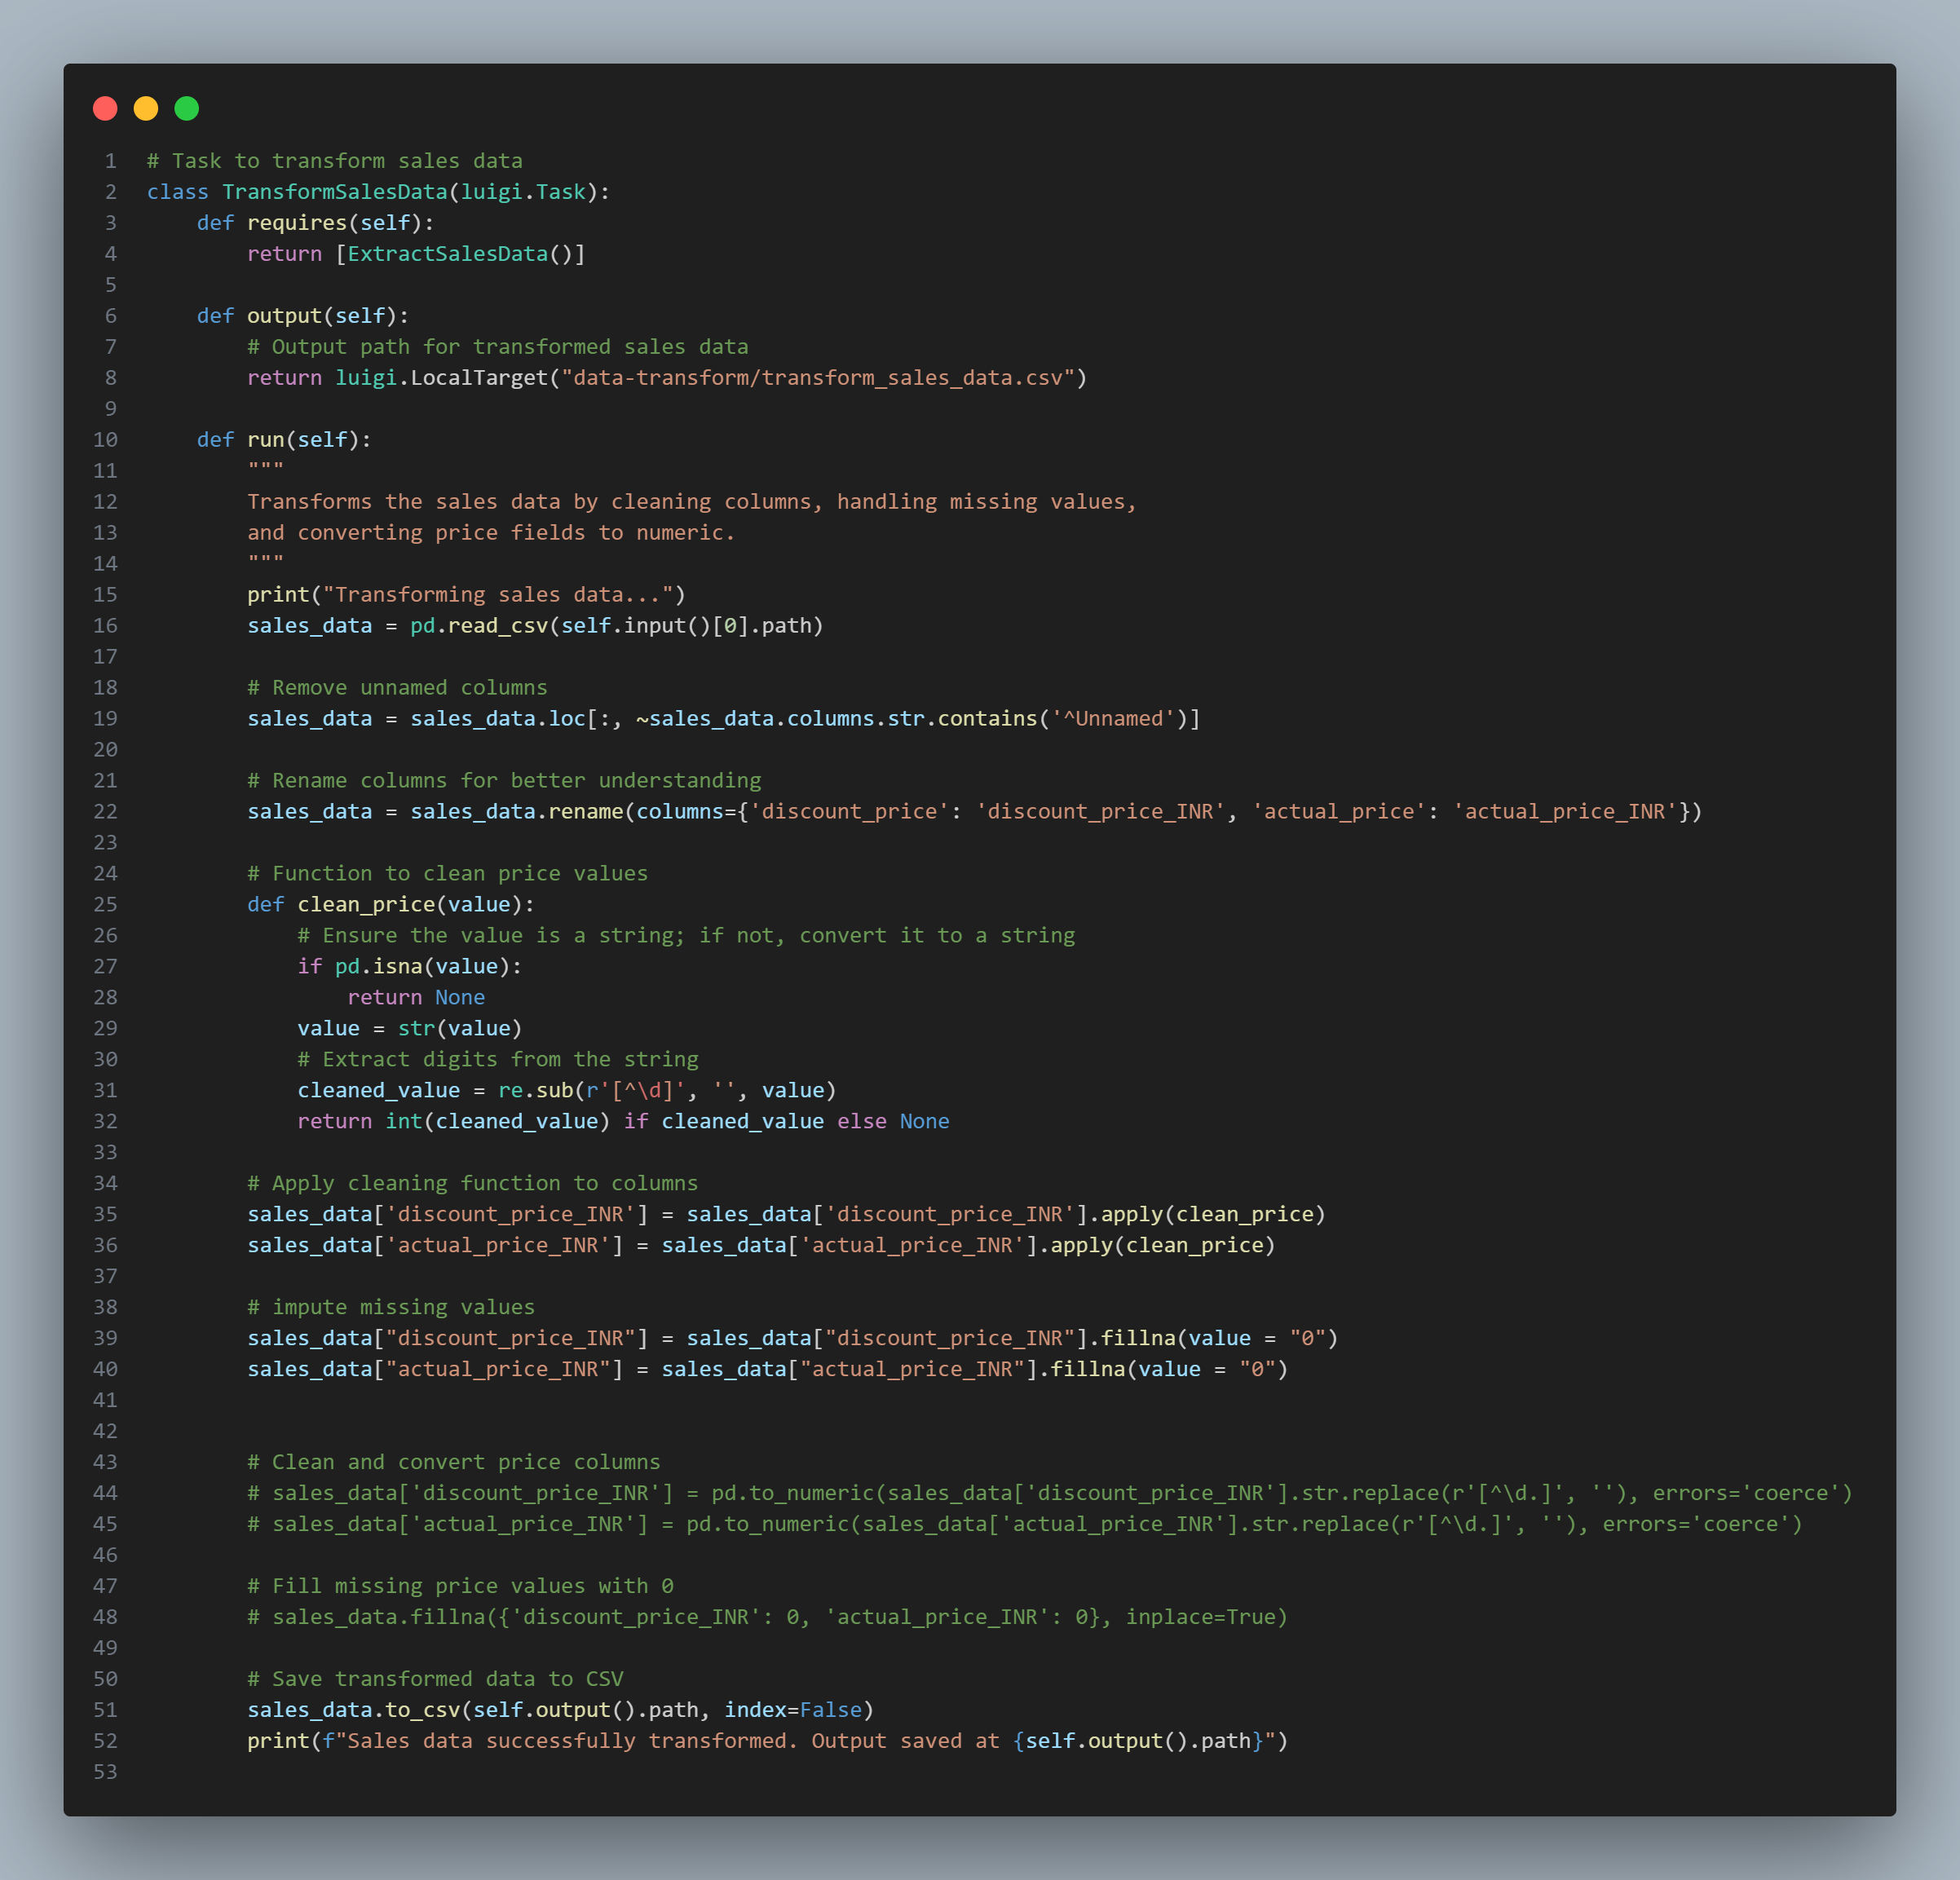 1 # Task to transform sales data
2 class TransformSalesData(luigi.Task):
3     def requires(self):
4         return [ExtractSalesData()]
5
6     def output(self):
7         # Output path for transformed sales data
8         return luigi.LocalTarget("data-transform/transform_sales_data.csv")
9
10     def run(self):
11         """
12         Transforms the sales data by cleaning columns, handling missing values,
13         and converting price fields to numeric.
14         """
15         print("Transforming sales data...")
16         sales_data = pd.read_csv(self.input()[0].path)
17
18         # Remove unnamed columns
19         sales_data = sales_data.loc[:, ~sales_data.columns.str.contains('^Unnamed')]
20
21         # Rename columns for better understanding
22         sales_data = sales_data.rename(columns={'discount_price': 'discount_price_INR', 'actual_price': 'actual_price_INR'})
23
24         # Function to clean price values
25         def clean_price(value):
26             # Ensure the value is a string; if not, convert it to a string
27             if pd.isna(value):
28                 return None
29             value = str(value)
30             # Extract digits from the string
31             cleaned_value = re.sub(r'[^\d]', '', value)
32             return int(cleaned_value) if cleaned_value else None
33
34         # Apply cleaning function to columns
35         sales_data['discount_price_INR'] = sales_data['discount_price_INR'].apply(clean_price)
36         sales_data['actual_price_INR'] = sales_data['actual_price_INR'].apply(clean_price)
37
38         # impute missing values
39         sales_data["discount_price_INR"] = sales_data["discount_price_INR"].fillna(value = "0")
40         sales_data["actual_price_INR"] = sales_data["actual_price_INR"].fillna(value = "0")
41
42
43         # Clean and convert price columns
44         # sales_data['discount_price_INR'] = pd.to_numeric(sales_data['discount_price_INR'].str.replace(r'[^\d.]', ''), errors='coerce')
45         # sales_data['actual_price_INR'] = pd.to_numeric(sales_data['actual_price_INR'].str.replace(r'[^\d.]', ''), errors='coerce')
46
47         # Fill missing price values with 0
48         # sales_data.fillna({'discount_price_INR': 0, 'actual_price_INR': 0}, inplace=True)
49
50         # Save transformed data to CSV
51         sales_data.to_csv(self.output().path, index=False)
52         print(f"Sales data successfully transformed. Output saved at {self.output().path}")
53